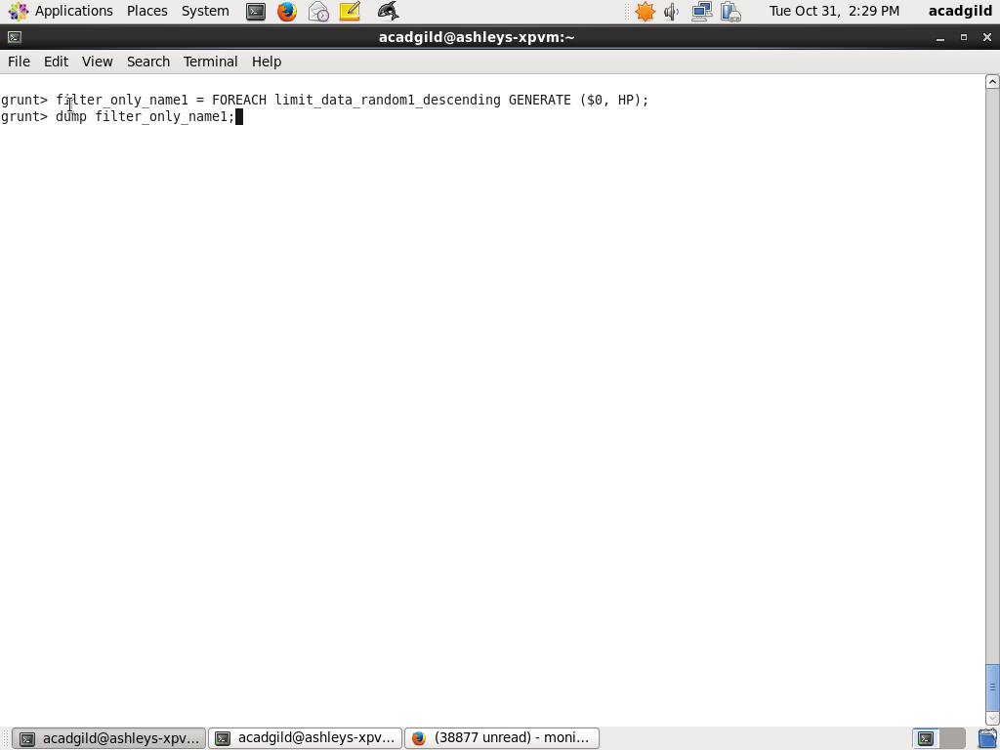 Applications Places System Tue Oct 31, 2:29 PM acadgild
acadgild@ashleys-xpvm:~
File Edit View Search Terminal Help
grunt> filter_only_name1 = FOREACH limit_data_random1_descending GENERATE ($0, HP);
grunt> dump filter_only_name1;
acadgild@ashleys-xpv... acadgild@ashleys-xpv... (38877 unread) - moni...